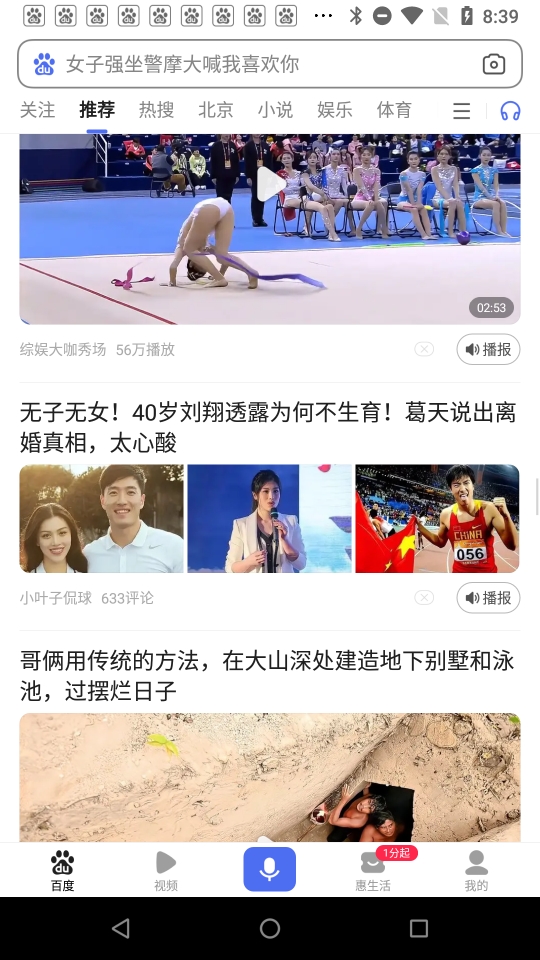 8:39
du 女子强坐警摩大喊我喜欢你
关注 推荐 热搜 北京 小说 娱乐 体育
02:53
综娱大咖秀场 56万播放 播报
无子无女！40岁刘翔透露为何不生育！葛天说出离
婚真相，太心酸
CHINA
056
小叶子侃球 633评论 播报
哥俩用传统的方法，在大山深处建造地下别墅和泳
池，过摆烂日子
1分起
du
百度 视频 惠生活 我的